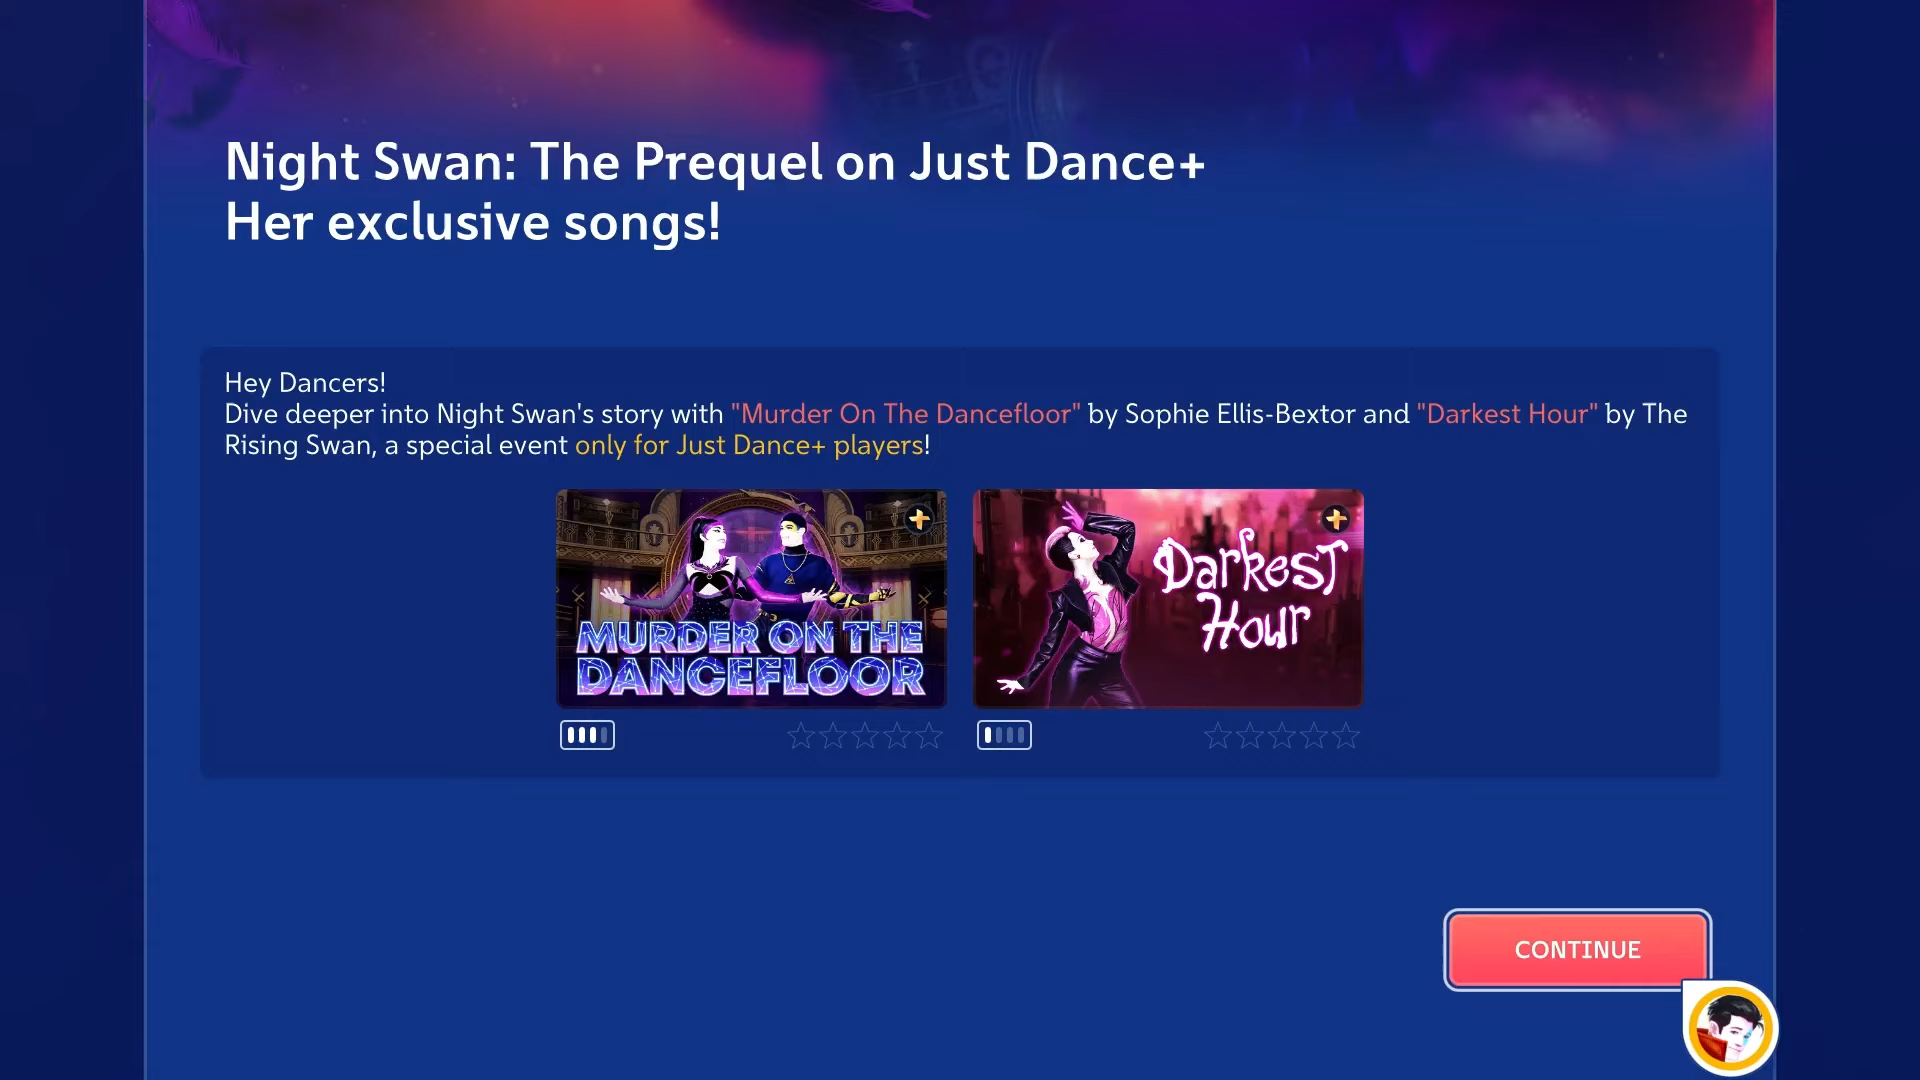 Night Swan: The Prequel on Just Dance+
Her exclusive songs!
Hey Dancers!
Dive deeper into Night Swan's story with "Murder On The Dancefloor" by Sophie Ellis-Bextor and "Darkest Hour" by The
Rising Swan, a special event only for Just Dance+ players!
MURDER ON THE
DANCEFLOOR
Darkest
Hour
CONTINUE